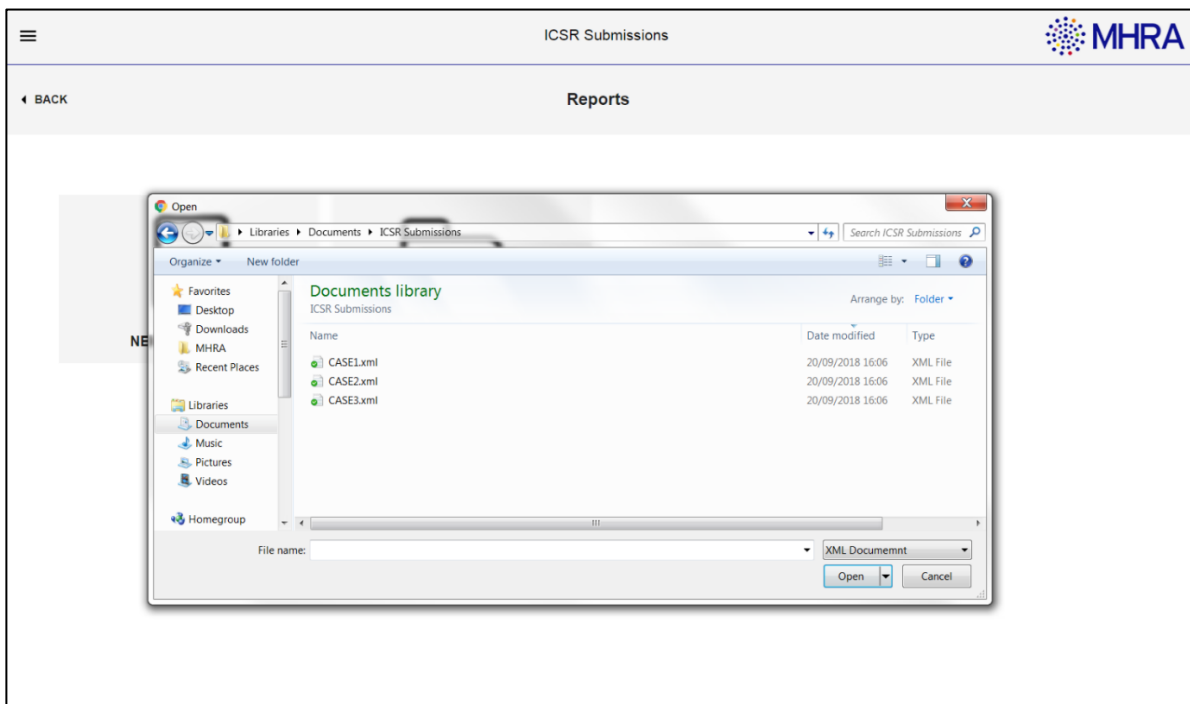 ICSR Submissions
MHRA
BACK
Reports
Open
Libraries Documents ICSR Submissions
Search ICSR Submissions
Organize New folder
Favorites
Desktop
Downloads
MHRA
Recent Places
Libraries
Documents
Music
Pictures
Videos
Homegroup
NE
Documents library
ICSR Submissions
Arrange by: Folder
Name Date modified Type
CASE1.xml 20/09/2018 16:06 XML File
CASE2.xml 20/09/2018 16:06 XML File
CASE3.xml 20/09/2018 16:06 XML File
File name:
XML Documemnt
Open Cancel